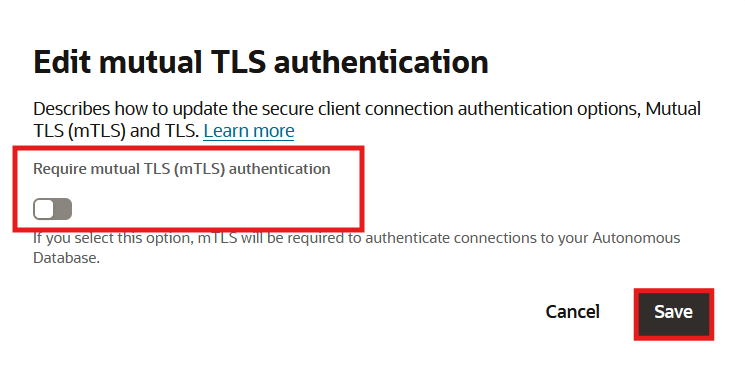 Edit mutual TLS authentication
Describes how to update the secure client connection authentication options, Mutual
TLS (mTLS) and TLS. Learn more
Require mutual TLS (mTLS) authentication
If you select this option, mTLS will be required to authenticate connections to your Autonomous
Database.
Cancel Save